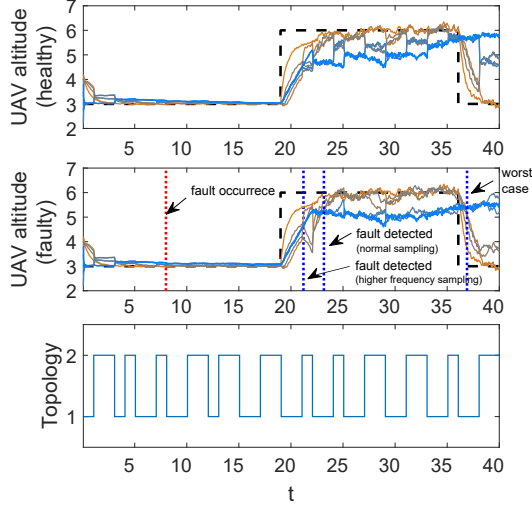 UAV altitude
(healthy)
7
6
5
4
3
2
5 10 15 20 25 30 35 40
UAV altitude
(faulty)
7
6
5
4
3
2
fault occurrece
worst
case
fault detected
(normal sampling)
fault detected
(higher frequency sampling)
5 10 15 20 25 30 35 40
Topology
2
1
5 10 15 20 25 30 35 40
t